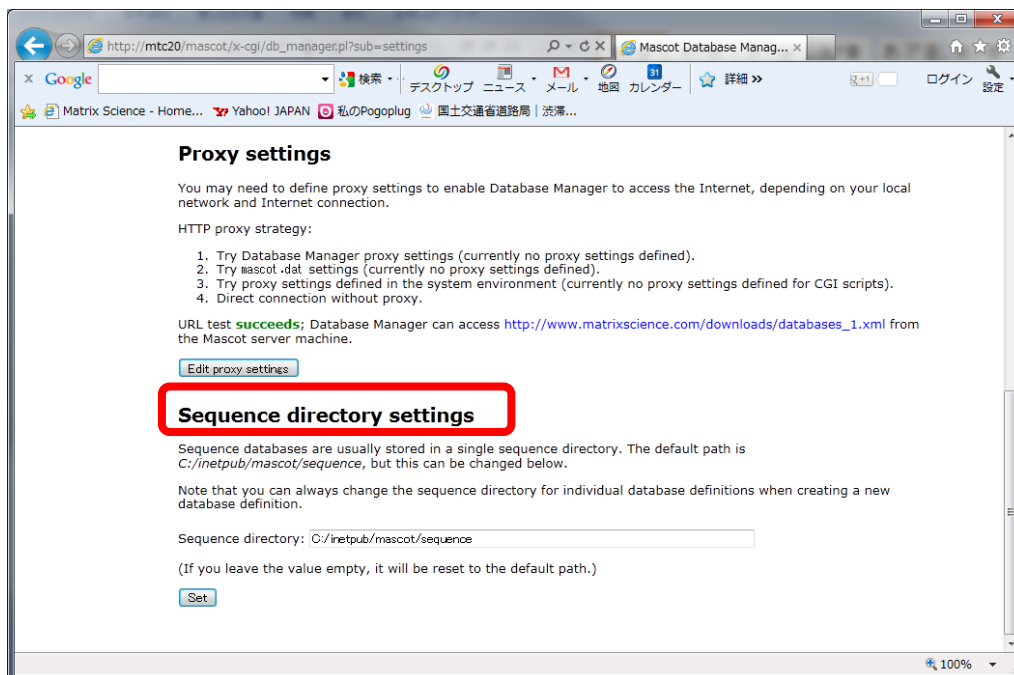 http://mtc20/mascot/x-cgi/db_manager.pl?sub=settings
Mascot Database Manag... ×
× Google 検索 デスクトップ ニュース メール 地図 31 カレンダー 詳細 » g+1 ログイン 設定
Matrix Science - Home... Yahoo! JAPAN 私のPogoplug 国土交通省道路局 | 渋滞...
Proxy settings
You may need to define proxy settings to enable Database Manager to access the Internet, depending on your local
network and Internet connection.
HTTP proxy strategy:
1. Try Database Manager proxy settings (currently no proxy settings defined).
2. Try mascot.dat settings (currently no proxy settings defined).
3. Try proxy settings defined in the system environment (currently no proxy settings defined for CGI scripts).
4. Direct connection without proxy.
URL test succeeds; Database Manager can access http://www.matrixscience.com/downloads/databases_1.xml from
the Mascot server machine.
Edit proxy settings
Sequence directory settings
Sequence databases are usually stored in a single sequence directory. The default path is
C:/inetpub/mascot/sequence, but this can be changed below.
Note that you can always change the sequence directory for individual database definitions when creating a new
database definition.
Sequence directory: C:/inetpub/mascot/sequence
(If you leave the value empty, it will be reset to the default path.)
Set
100%